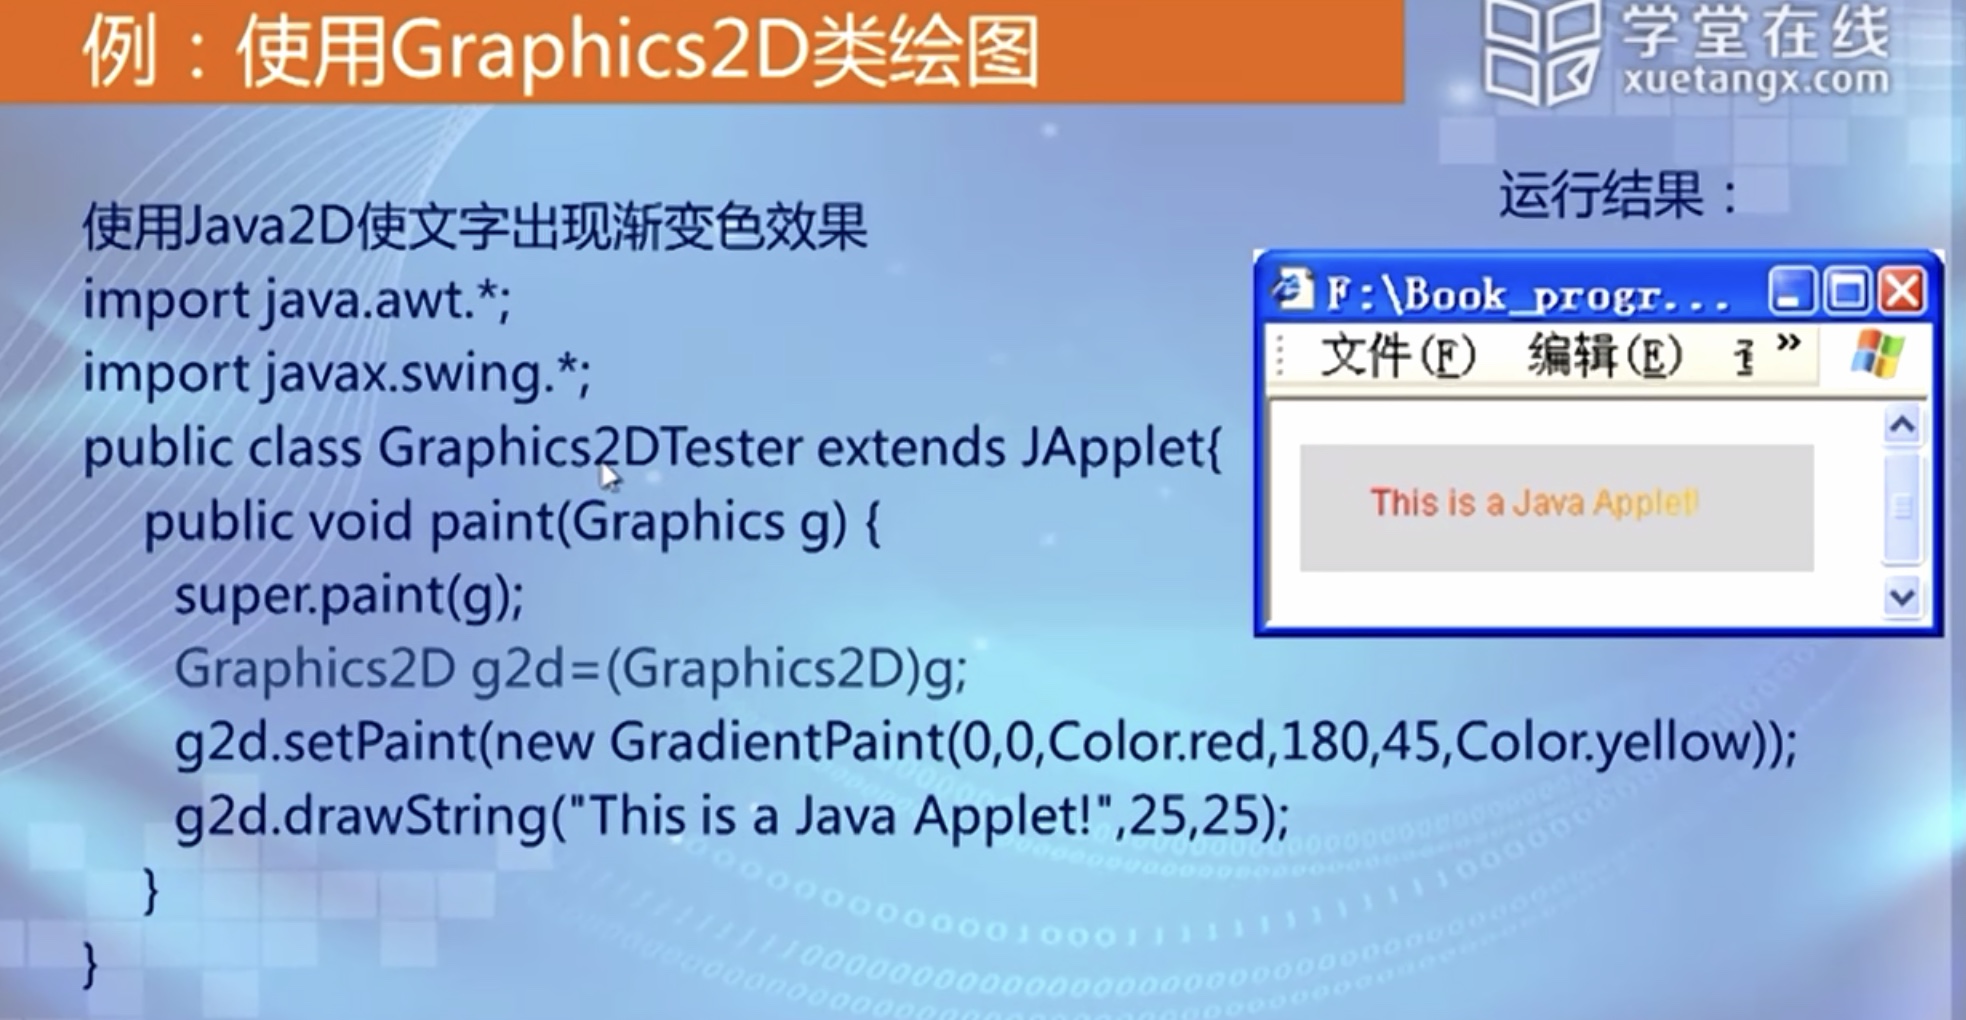 例：使用Graphics2D类绘图
学堂在线
xuetangx.com
使用Java2D使文字出现渐变色效果
import java.awt.*;
import javax.swing.*;
public class Graphics2DTester extends JApplet{
public void paint(Graphics g) {
super.paint(g);
Graphics2D g2d=(Graphics2D)g;
g2d.setPaint(new GradientPaint(0,0,Color.red,180,45,Color.yellow));
g2d.drawString("This is a Java Applet!",25,25);
}
}
运行结果：
F:\Book_progr...
文件(F) 编辑(E) »
This is a Java Applet!